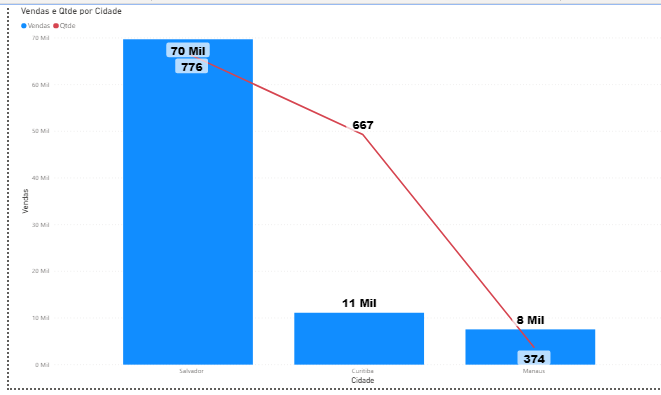 Vendas e Qtde por Cidade
Vendas Qtde
70 Mil
60 Mil
50 Mil
40 Mil
30 Mil
20 Mil
10 Mil
0 Mil
Vendas
70 Mil
776
667
11 Mil
8 Mil
374
Salvador Curitiba Manaus
Cidade